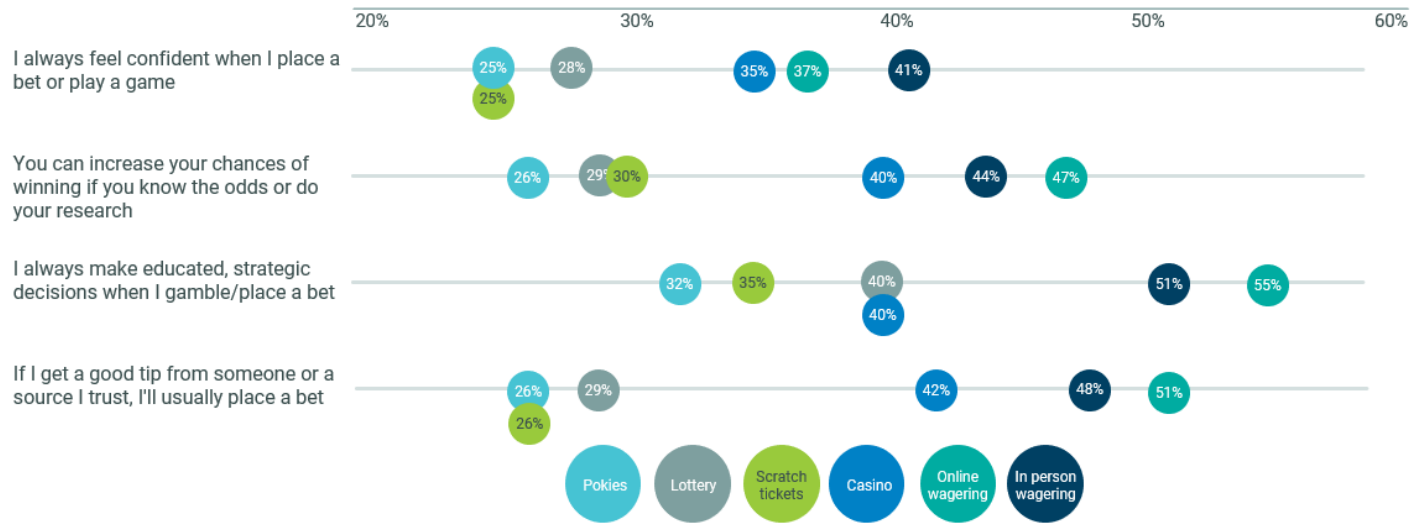 20% 30% 40% 50% 60%
I always feel confident when I place a
bet or play a game
25% 28% 35% 37% 41%
25%
You can increase your chances of
winning if you know the odds or do
your research
26% 29% 30% 40% 44% 47%
I always make educated, strategic
decisions when I gamble/place a bet
32% 35% 40% 51% 55%
40%
If I get a good tip from someone or a
source I trust, I'll usually place a bet
26% 29% 42% 48% 51%
26%
Pokies
Lottery
Scratch
tickets
Casino
Online
wagering
In person
wagering